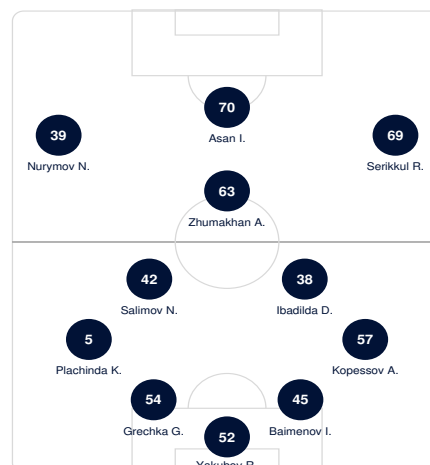 70
Asan I.
39
Nurymov N.
69
Serikkul R.
63
Zhumakhan A.
42
Salimov N.
38
Ibadilda D.
5
Plachinda K.
57
Kopessov A.
54
Grechka G.
45
Baimenov I.
52